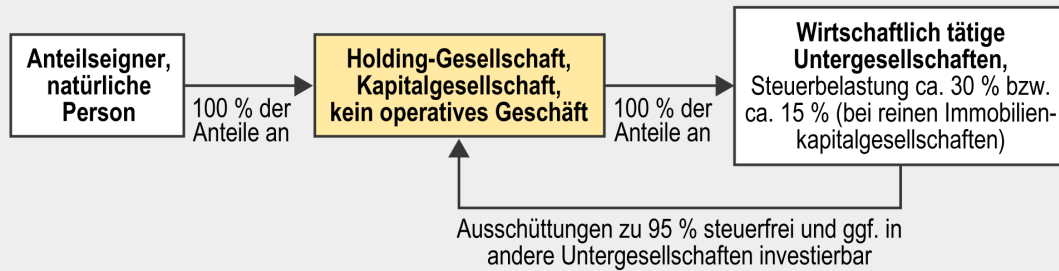 Anteilseigner,
natürliche
Person
100 % der
Anteile an
Holding-Gesellschaft,
Kapitalgesellschaft,
kein operatives Geschäft
100 % der
Anteile an
Wirtschaftlich tätige
Untergesellschaften,
Steuerbelastung ca. 30 % bzw.
ca. 15 % (bei reinen Immobilien-
kapitalgesellschaften)
Ausschüttungen zu 95 % steuerfrei und ggf. in
andere Untergesellschaften investierbar